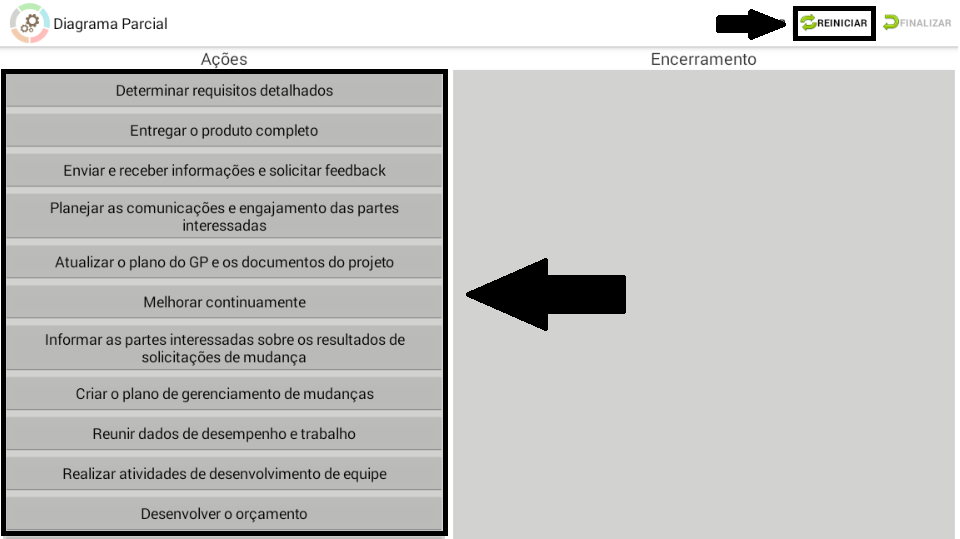 Diagrama Parcial
REINICIAR
FINALIZAR
Ações
Encerramento
Determinar requisitos detalhados
Entregar o produto completo
Enviar e receber informações e solicitar feedback
Planejar as comunicações e engajamento das partes
interessadas
Atualizar o plano do GP e os documentos do projeto
Melhorar continuamente
Informar as partes interessadas sobre os resultados de
solicitações de mudança
Criar o plano de gerenciamento de mudanças
Reunir dados de desempenho e trabalho
Realizar atividades de desenvolvimento de equipe
Desenvolver o orçamento